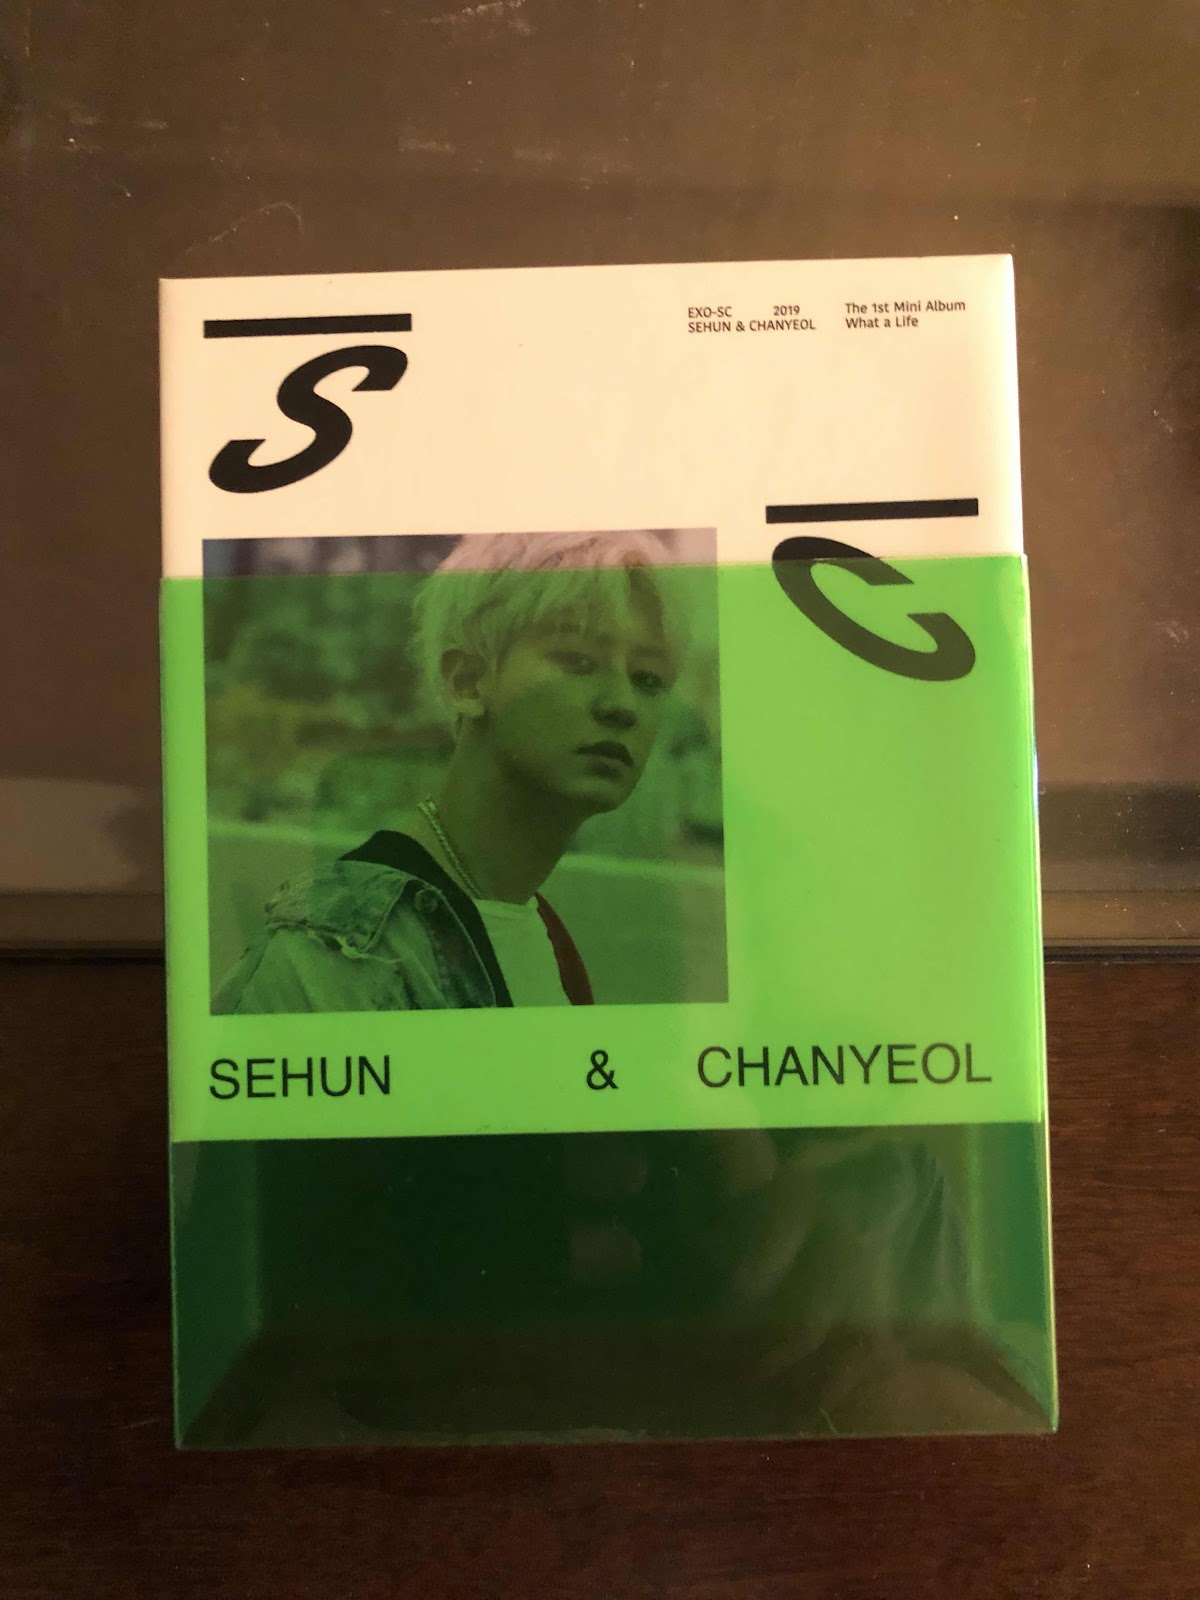 S
EXO-SC 2019
SEHUN & CHANYEOL
The 1st Mini Album
What a Life
C
SEHUN & CHANYEOL